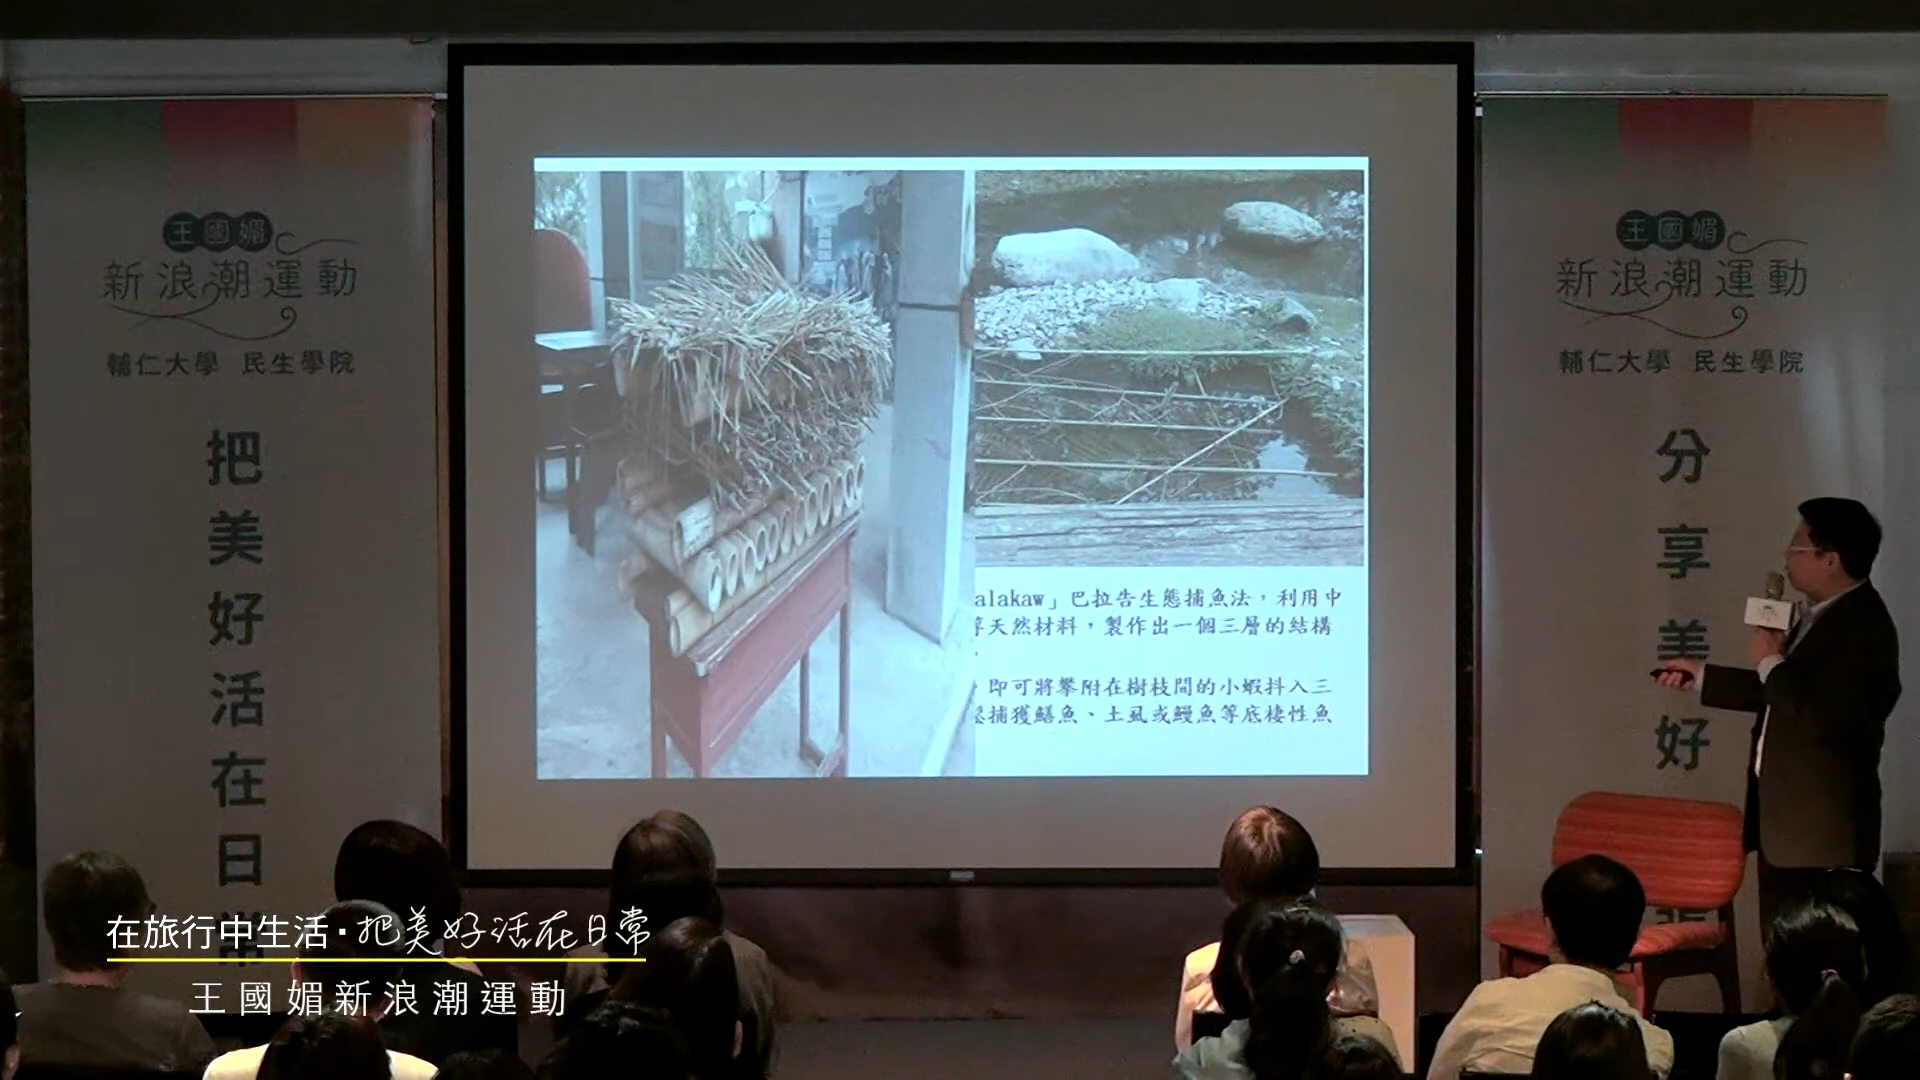 王國媚
新浪潮運動
輔仁大學 民生學院
把美好活在日常
alakaw」巴拉告生態捕魚法，利用中
天然材料，製作出一個三層的結構
即可將攀附在樹枝間的小蝦抖入三
捕獲鱔魚、土虱或鰻魚等底棲性魚
王國媚
新浪潮運動
輔仁大學 民生學院
分享美好
在旅行中生活·把美好活在日常
王國媚新浪潮運動